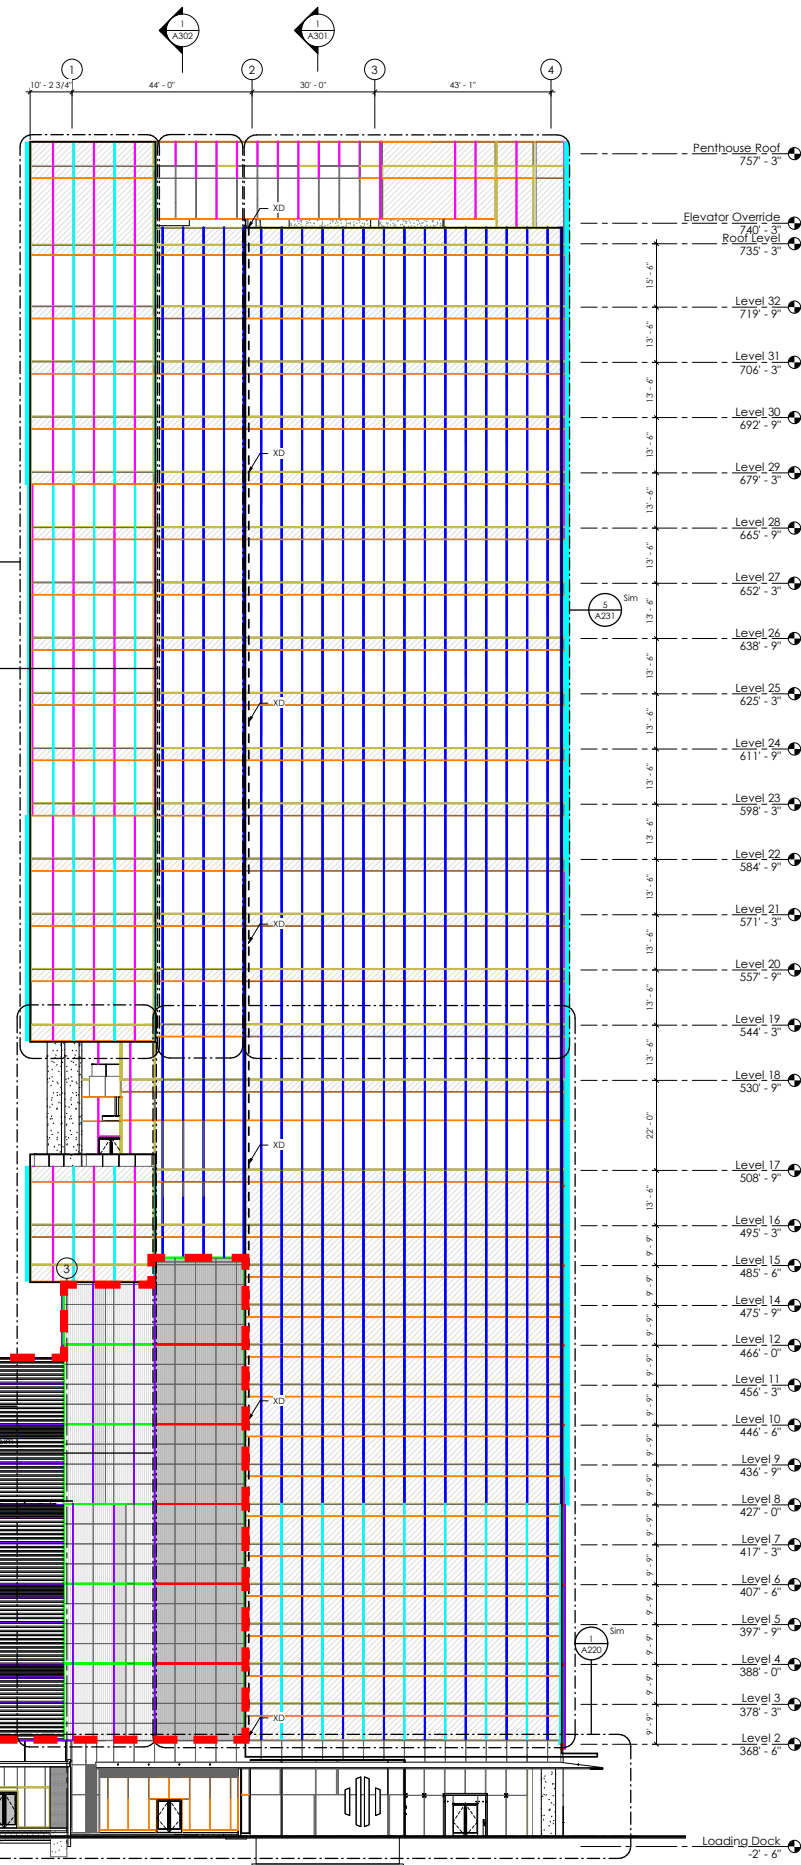 1
A302
1
A301
1
2
3
4
10' - 2 3/4"
44' - 0"
30' - 0"
43' - 1"
Penthouse Roof
757' - 3"
XD
Elevator Override
740' - 3"
Roof Level
735' - 3"
15' - 6"
Level 32
719' - 9"
13' - 6"
Level 31
706' - 3"
13' - 6"
Level 30
692' - 9"
13' - 6"
XD
Level 29
679' - 3"
13' - 6"
Level 28
665' - 9"
13' - 6"
Level 27
652' - 3"
5
A231
Sim
13' - 6"
Level 26
638' - 9"
13' - 6"
Level 25
625' - 3"
XD
13' - 6"
Level 24
611' - 9"
13' - 6"
Level 23
598' - 3"
13' - 6"
Level 22
584' - 9"
13' - 6"
Level 21
571' - 3"
XD
13' - 6"
Level 20
557' - 9"
13' - 6"
Level 19
544' - 3"
13' - 6"
Level 18
530' - 9"
22' - 0"
XD
Level 17
508' - 9"
13' - 6"
Level 16
495' - 3"
9' - 9"
3
Level 15
485' - 6"
9' - 9"
Level 14
475' - 9"
9' - 9"
Level 12
466' - 0"
9' - 9"
Level 11
456' - 3"
XD
9' - 9"
Level 10
446' - 6"
9' - 9"
Level 9
436' - 9"
9' - 9"
Level 8
427' - 0"
9' - 9"
Level 7
417' - 3"
9' - 9"
Level 6
407' - 6"
9' - 9"
Level 5
397' - 9"
1
A220
Sim
9' - 9"
Level 4
388' - 0"
9' - 9"
Level 3
378' - 3"
XD
9' - 9"
Level 2
368' - 6"
Loading Dock
-2' - 6"